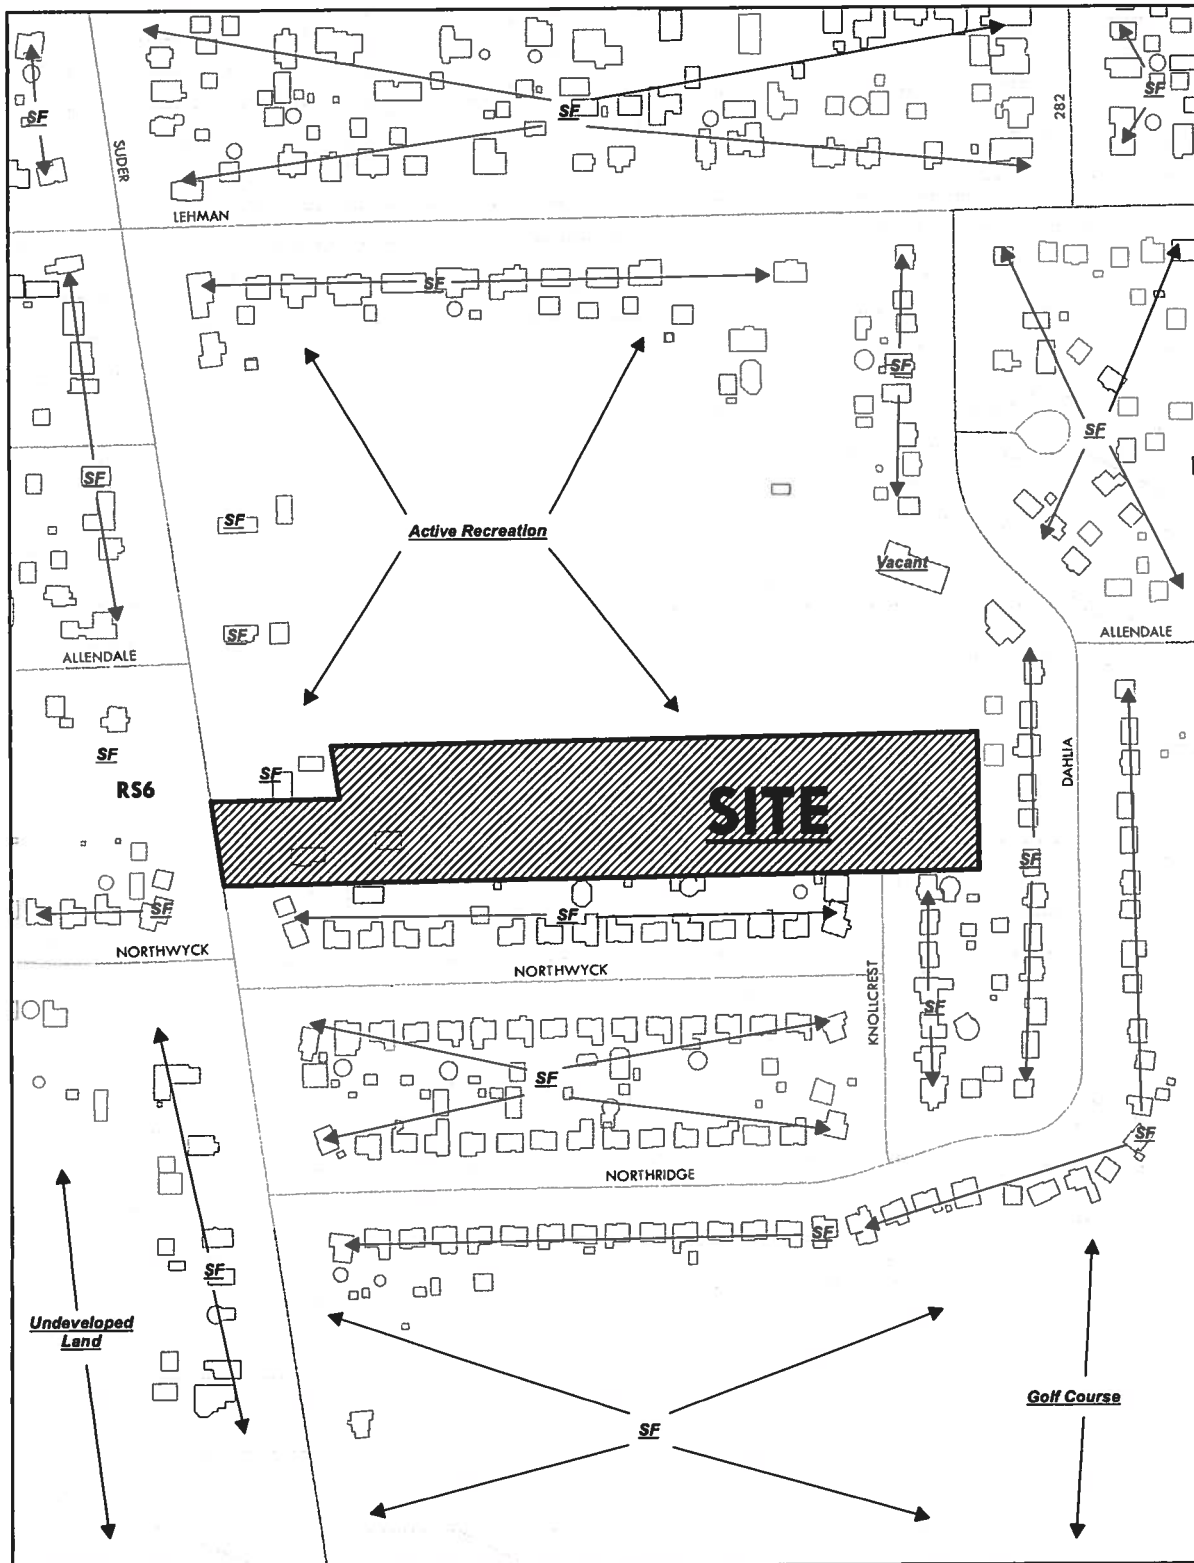 282
SF
SF
SF
SUDER
LEHMAN
SF
SF
SF
SF
SF
Active Recreation
Vacant
SF
ALLENDALE
ALLENDALE
SF
SF
RS6
DAHLIA
SITE
SF
SF
SF
NORTHWYCK
NORTHWYCK
KNOLLCREST
SF
SF
SF
NORTHRIDGE
SF
SF
Undeveloped
Land
Golf Course
SF